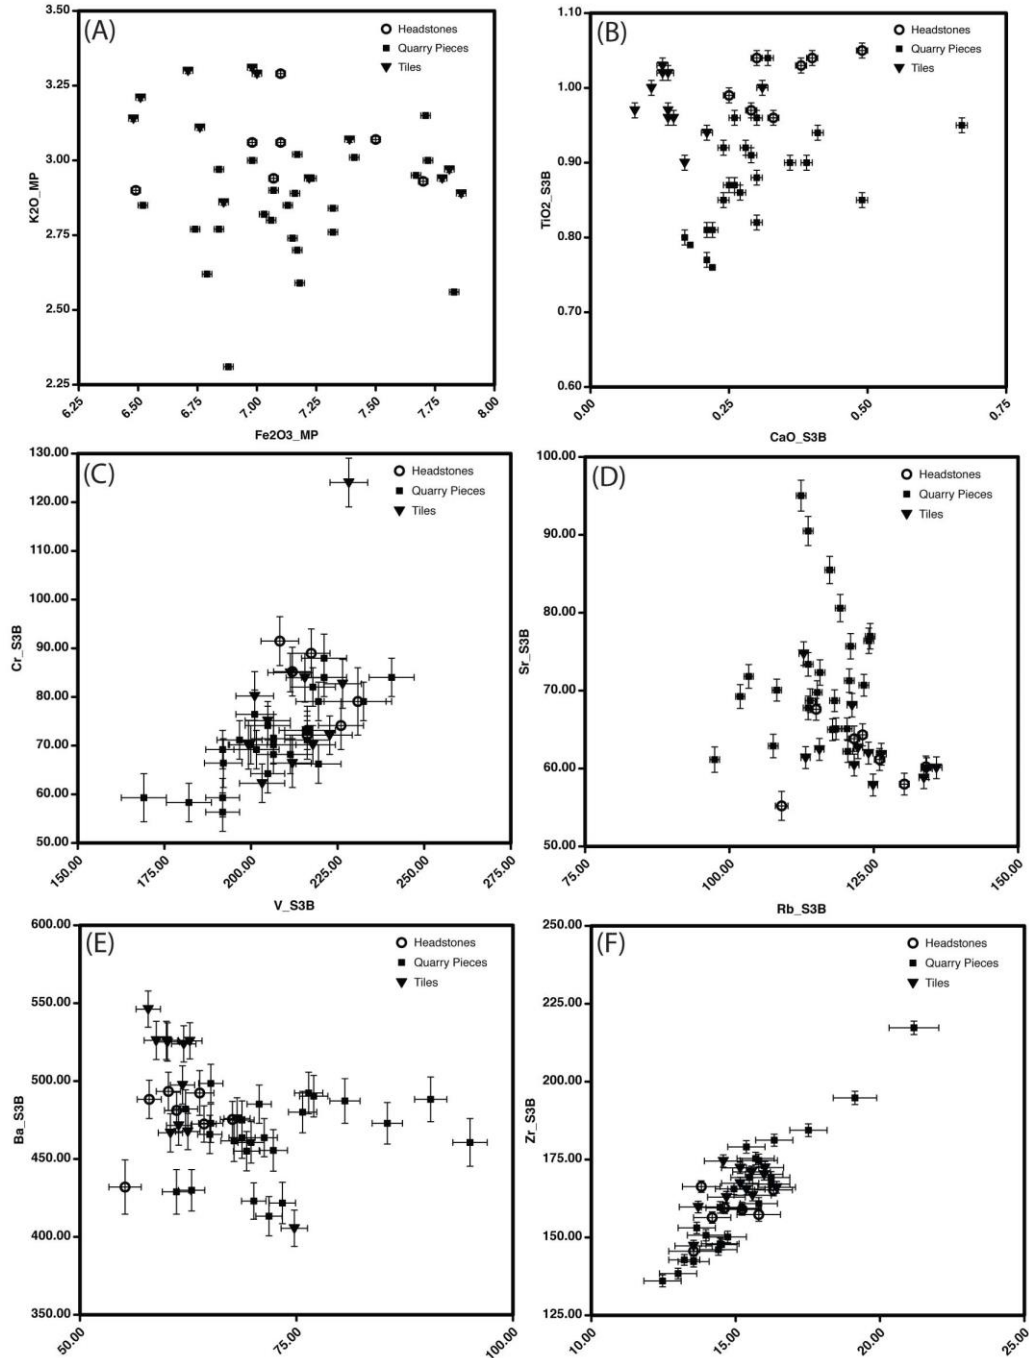 (A)
Headstones
Quarry Pieces
Tiles
3.50
3.25
3.00
2.75
2.50
2.25
K2O_MP
6.25
6.50
6.75
7.00
7.25
7.50
7.75
8.00
Fe2O3_MP
(B)
Headstones
Quarry Pieces
Tiles
1.10
1.00
0.90
0.80
0.70
0.60
TiO2_S3B
0.00
0.25
0.50
0.75
CaO_S3B
(C)
Headstones
Quarry Pieces
Tiles
130.00
120.00
110.00
100.00
90.00
80.00
70.00
60.00
50.00
Cr_S3B
150.00
175.00
200.00
225.00
250.00
275.00
V_S3B
(D)
Headstones
Quarry Pieces
Tiles
100.00
90.00
80.00
70.00
60.00
50.00
Sr_S3B
75.00
100.00
125.00
150.00
Rb_S3B
(E)
Headstones
Quarry Pieces
Tiles
600.00
550.00
500.00
450.00
400.00
350.00
Ba_S3B
50.00
75.00
100.00
(F)
Headstones
Quarry Pieces
Tiles
250.00
225.00
200.00
175.00
150.00
125.00
Zr_S3B
10.00
15.00
20.00
25.00